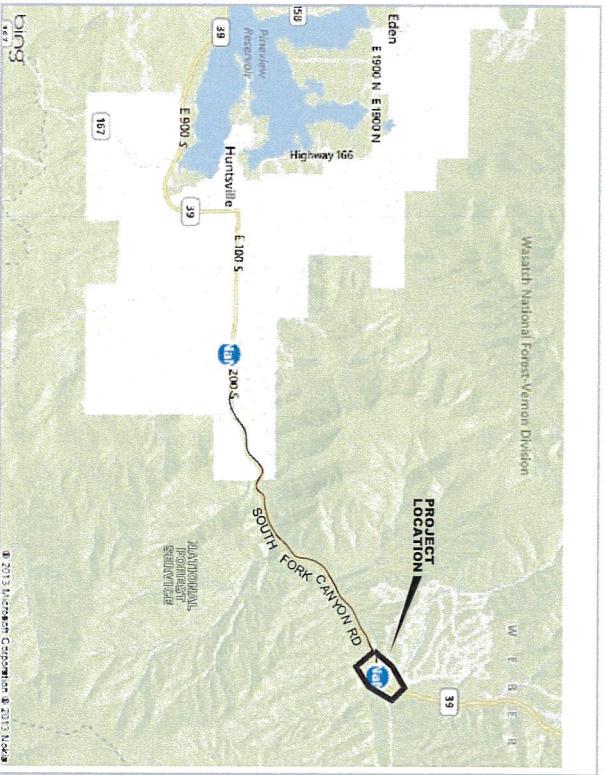 158
Eden
E 1900 N
E 1900 N
39
Pineview
Reservoir
Highway 166
Wasatch National Forest-Vernon Division
E 900 S
Huntsville
167
39
E 100 S
200 S
PROJECT
LOCATION
SOUTH FORK CANYON RD
NATIONAL
FOREST
SERVICE
W E B E R
39
bing
© 2013 Microsoft Corporation © 2013 Nokia